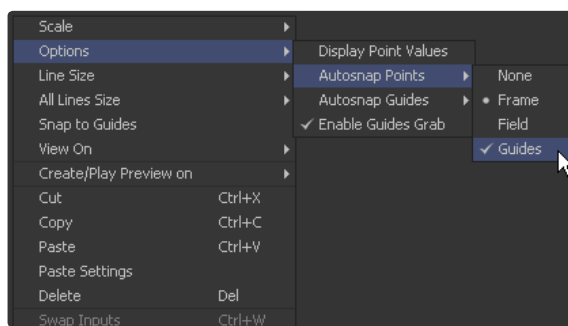 Scale
Options
Line Size
All Lines Size
Snap to Guides
View On
Create/Play Preview on
Cut Ctrl+X
Copy Ctrl+C
Paste Ctrl+V
Paste Settings
Delete Del
Swap Inputs Ctrl+W
Display Point Values
Autosnap Points
Autosnap Guides
Enable Guides Grab
None
Frame
Field
Guides